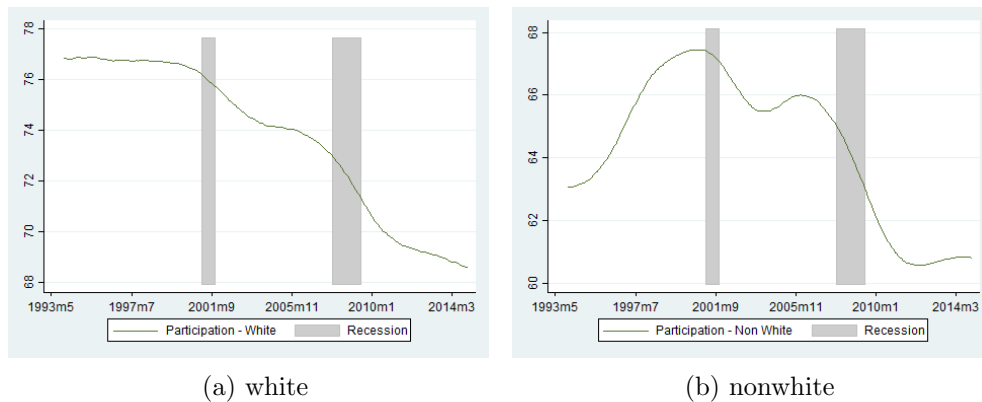 78
76
74
72
70
68
1993m5 1997m7 2001m9 2005m11 2010m1 2014m3
Participation - White Recession
(a) white
68
66
64
62
60
1993m5 1997m7 2001m9 2005m11 2010m1 2014m3
Participation - Non White Recession
(b) nonwhite